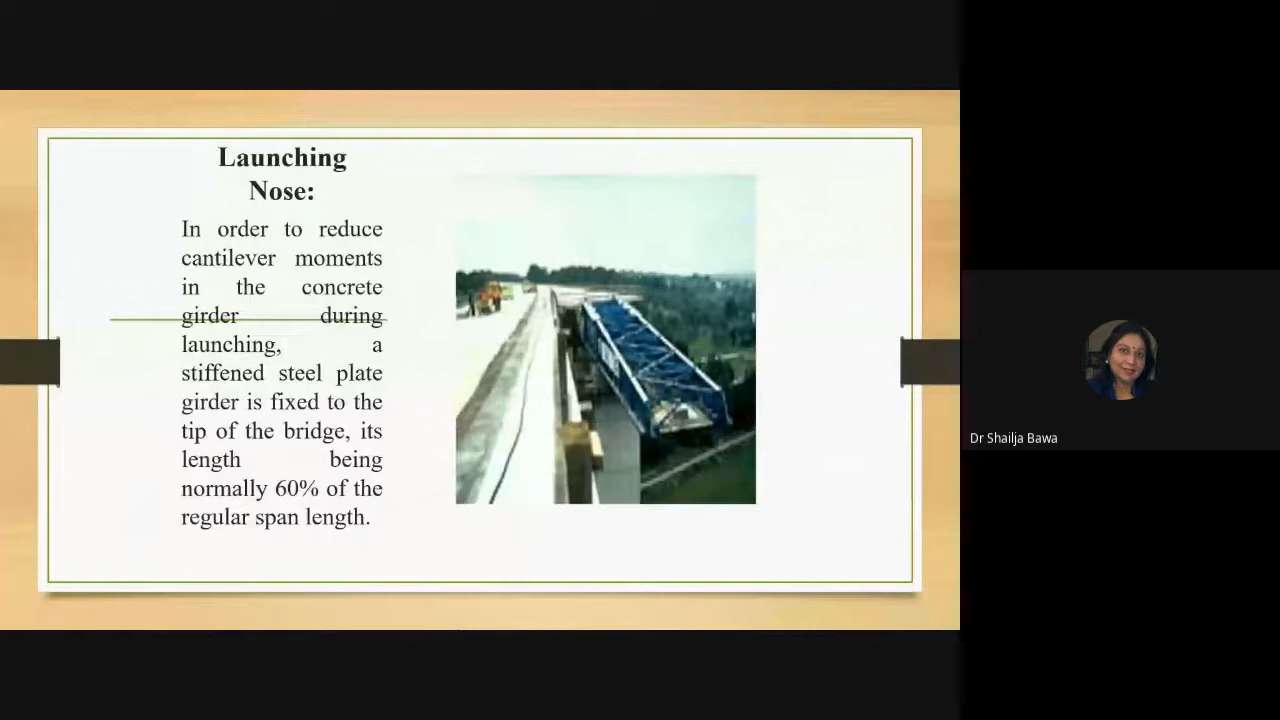 Launching
Nose:
In order to reduce
cantilever moments
in the concrete
girder during
launching, a
stiffened steel plate
girder is fixed to the
tip of the bridge, its
length being
normally 60% of the
regular span length.
Dr Shailja Bawa